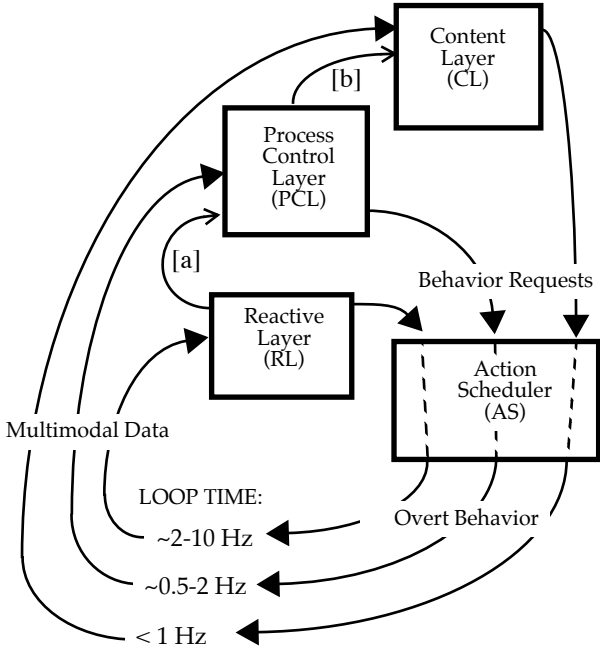 Content
Layer
(CL)
[b]
Process
Control
Layer
(PCL)
[a]
Behavior Requests
Reactive
Layer
(RL)
Action
Scheduler
(AS)
Multimodal Data
LOOP TIME:
Overt Behavior
~2-10 Hz
~0.5-2 Hz
< 1 Hz